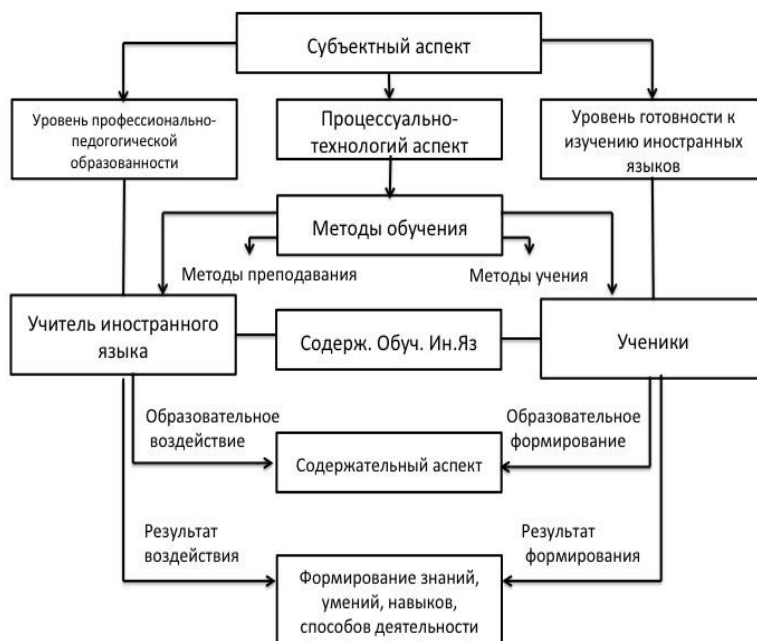 Субъектный аспект
Уровень профессионально-
педогогической
образованности
Процессуально-
технологий аспект
Уровень готовности к
изучению иностранных
языков
Методы обучения
Методы преподавания
Методы учения
Учитель иностранного
языка
Содерж. Обуч. Ин.Яз
Ученики
Образовательное
воздействие
Образовательное
формирование
Содержательный аспект
Результат
воздействия
Результат
формирования
Формирование знаний,
умений, навыков,
способов деятельности